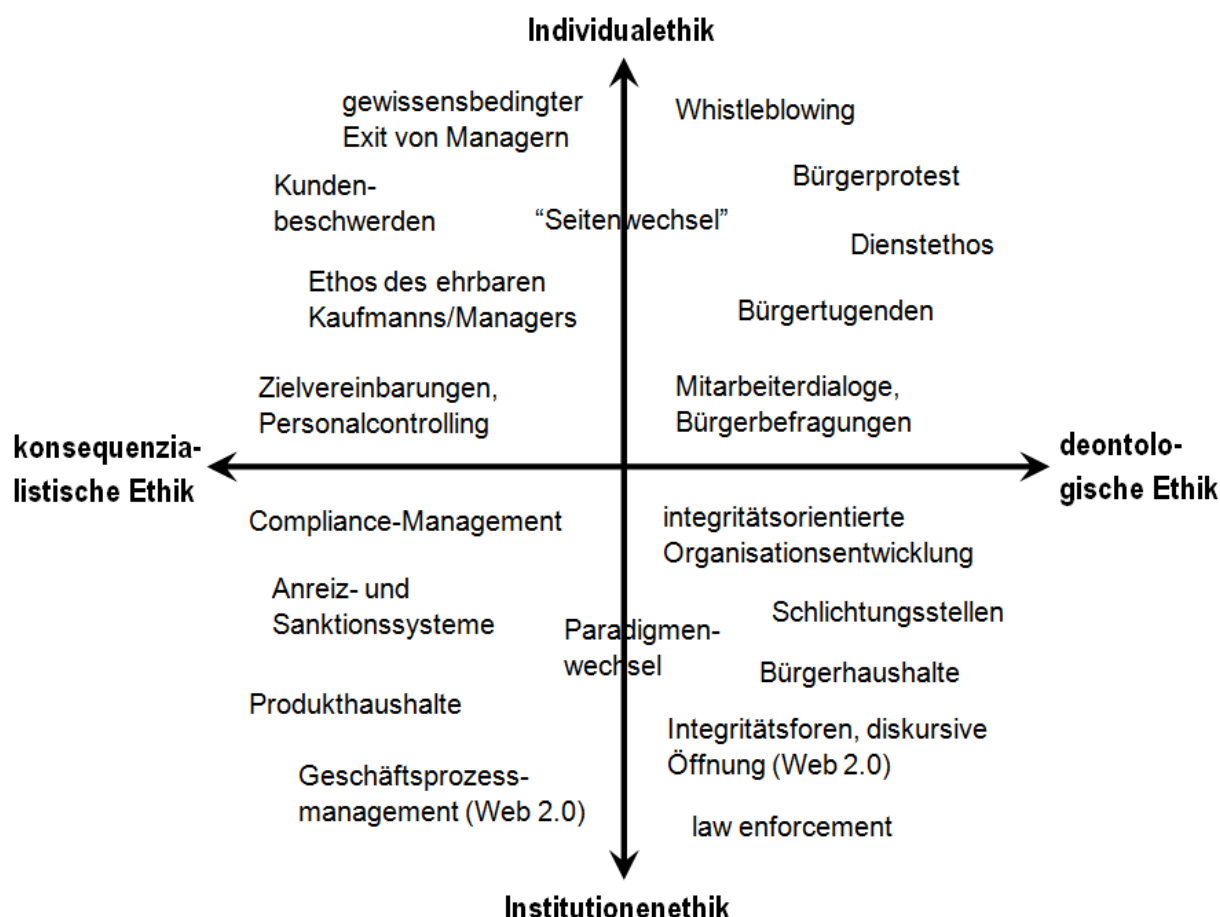 Individualethik
gewissensbedingter
Exit von Managern
Whistleblowing
Kunden-
beschwerden
Bürgerprotest
“Seitenwechsel”
Dienstethos
Ethos des ehrbaren
Kaufmanns/Managers
Bürgertugenden
Zielvereinbarungen,
Personalcontrolling
Mitarbeiterdialoge,
Bürgerbefragungen
konsequenzia-
listische Ethik
deontolo-
gische Ethik
Compliance-Management
integritätsorientierte
Organisationsentwicklung
Anreiz- und
Sanktionssysteme
Schlichtungsstellen
Paradigmen-
wechsel
Bürgerhaushalte
Produkthaushalte
Integritätsforen, diskursive
Öffnung (Web 2.0)
Geschäftsprozess-
management (Web 2.0)
law enforcement
Institutionenethik